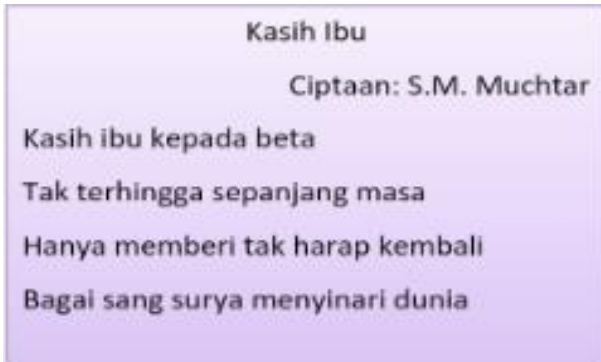 Kasih Ibu
Ciptaan: S.M. Muchtar
Kasih ibu kepada beta
Tak terhingga sepanjang masa
Hanya memberi tak harap kembali
Bagai sang surya menyinari dunia